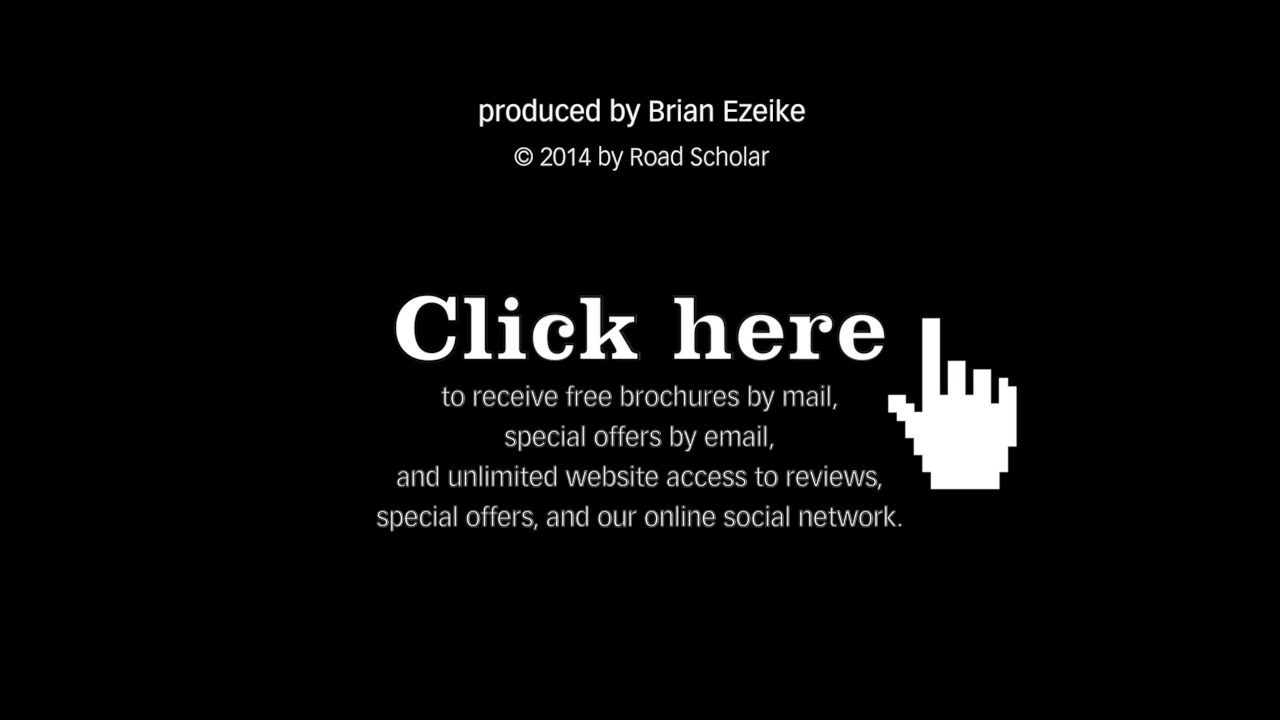 produced by Brian Ezeike
© 2014 by Road Scholar
Click here
to receive free brochures by mail,
special offers by email,
and unlimited website access to reviews,
special offers, and our online social network.